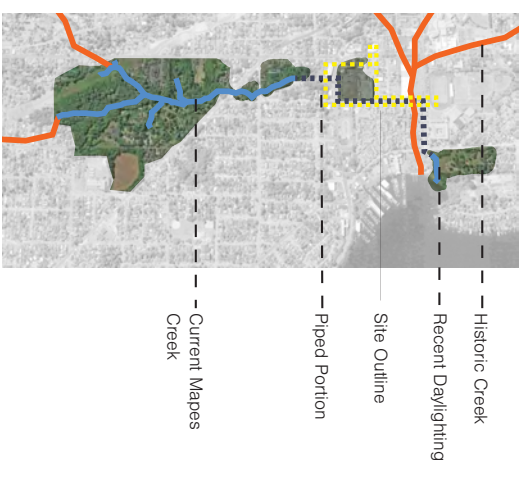 Current Mapes
Creek
Piped Portion
Site Outline
Recent Daylighting
Historic Creek